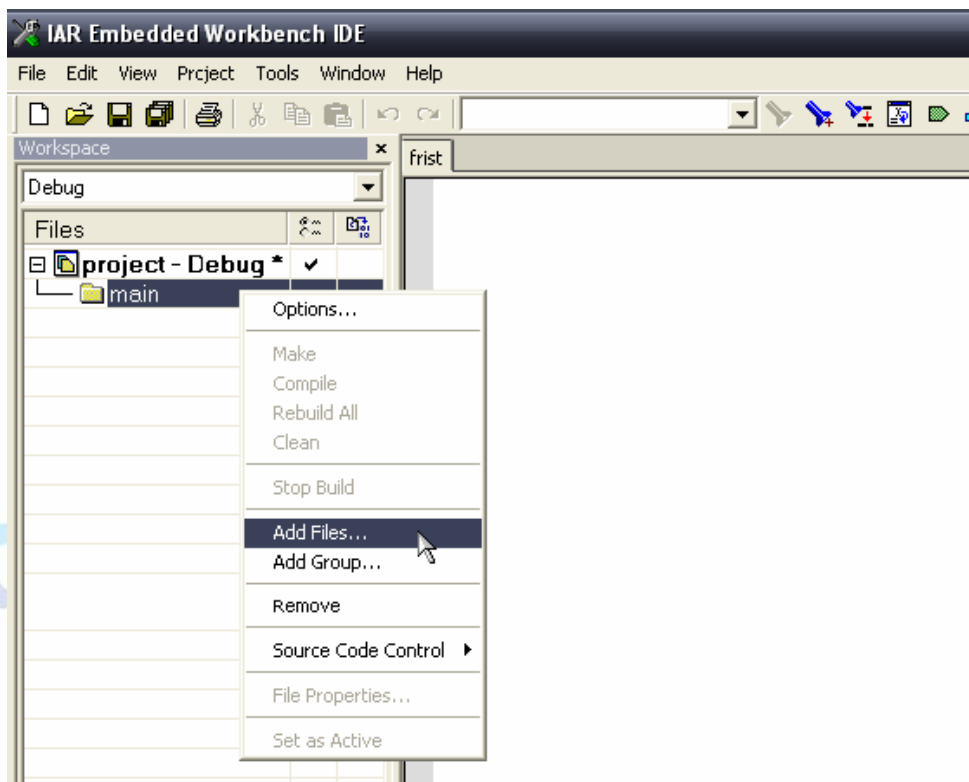 IAR Embedded Workbench IDE
File Edit View Project Tools Window Help
Workspace
frist
Debug
Files
project - Debug *
main
Options...
Make
Compile
Rebuild All
Clean
Stop Build
Add Files...
Add Group...
Remove
Source Code Control
File Properties...
Set as Active